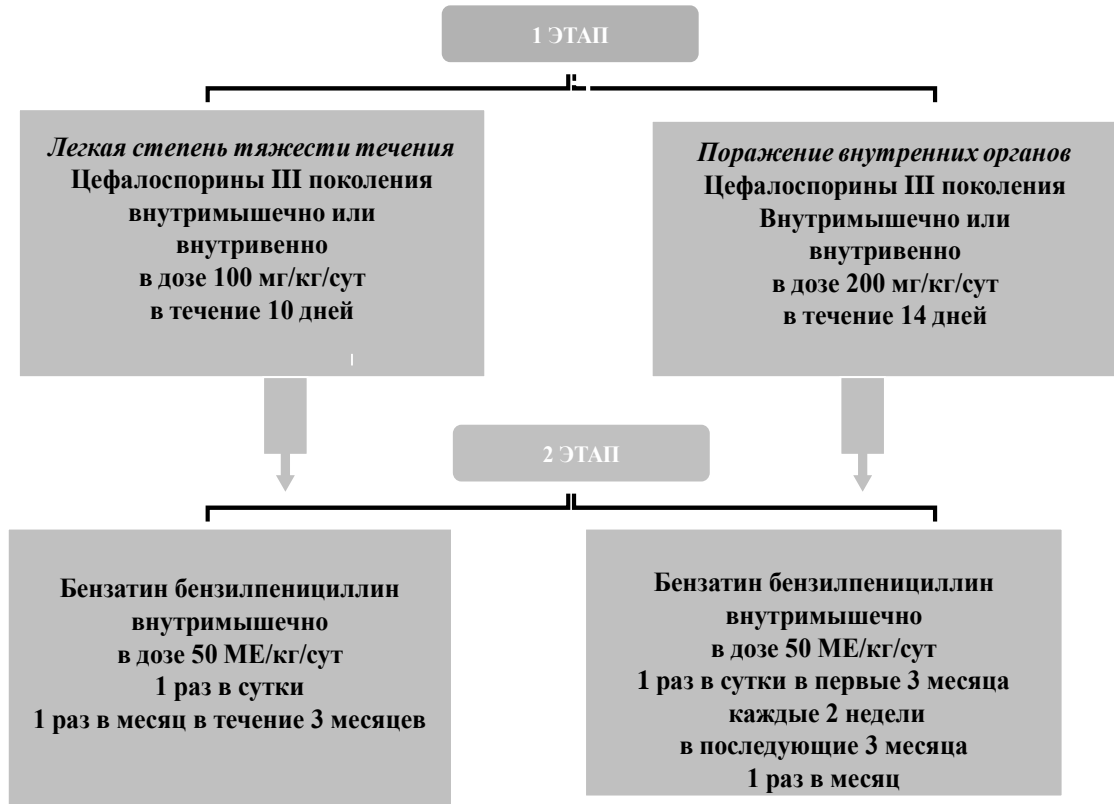 1 ЭТАП
Легкая степень тяжести течения
Цефалоспорины III поколения
внутримышечно или
внутривенно
в дозе 100 мг/кг/сут
в течение 10 дней
Поражение внутренних органов
Цефалоспорины III поколения
Внутримышечно или
внутривенно
в дозе 200 мг/кг/сут
в течение 14 дней
2 ЭТАП
Бензатин бензилпенициллин
внутримышечно
в дозе 50 МЕ/кг/сут
1 раз в сутки
1 раз в месяц в течение 3 месяцев
Бензатин бензилпенициллин
внутримышечно
в дозе 50 МЕ/кг/сут
1 раз в сутки в первые 3 месяца
каждые 2 недели
в последующие 3 месяца
1 раз в месяц